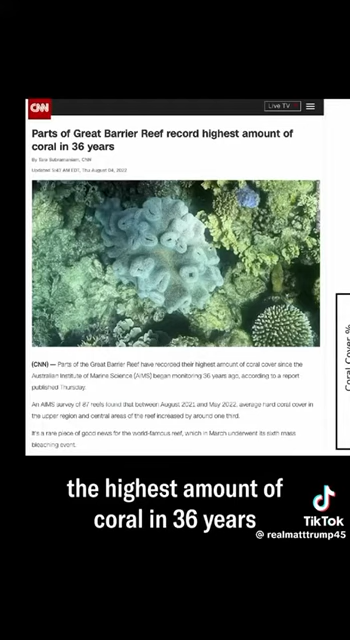 CNN
Live TV
Parts of Great Barrier Reef record highest amount of
coral in 36 years
By Sara Subramaniam, CNN
Updated 5:42 AM EDT, Thu August 04, 2022
(CNN) — Parts of the Great Barrier Reef have recorded their highest amount of coral cover since the
Australian Institute of Marine Science (AIMS) began monitoring 36 years ago, according to a report
published Thursday.
An AIMS survey of 87 reefs found that between August 2021 and May 2022, average hard coral cover in
the upper region and central areas of the reef increased by around one third.
It's a rare piece of good news for the world-famous reef, which in March underwent its sixth mass
bleaching event.
Coral Cover %
the highest amount of
coral in 36 years
TikTok
@ realmatttrump45